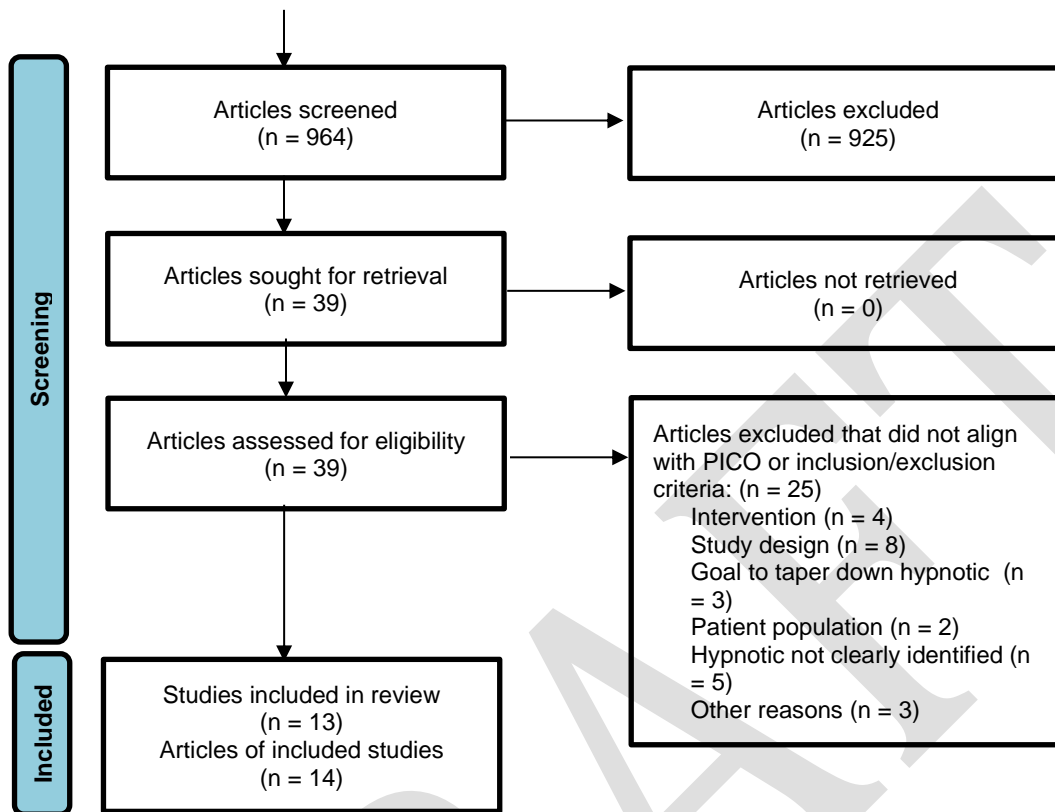 Screening
Articles screened
(n = 964)
Articles excluded
(n = 925)
Articles sought for retrieval
(n = 39)
Articles not retrieved
(n = 0)
Articles assessed for eligibility
(n = 39)
Articles excluded that did not align
with PICO or inclusion/exclusion
criteria: (n = 25)
Intervention (n = 4)
Study design (n = 8)
Goal to taper down hypnotic (n
= 3)
Patient population (n = 2)
Hypnotic not clearly identified (n
= 5)
Other reasons (n = 3)
Included
Studies included in review
(n = 13)
Articles of included studies
(n = 14)